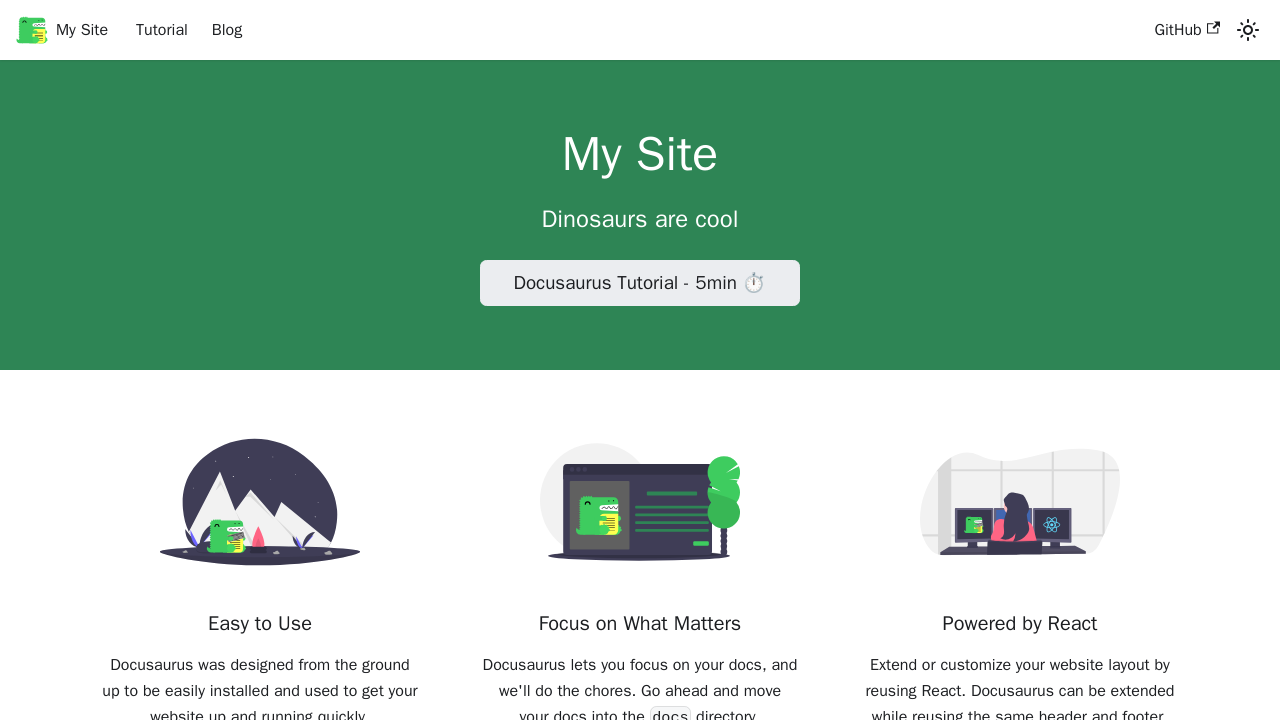 My Site
Tutorial
Blog
GitHub
My Site
Dinosaurs are cool
Docusaurus Tutorial - 5min ⏱️
Easy to Use
Docusaurus was designed from the ground
up to be easily installed and used to get your
website up and running quickly.
Focus on What Matters
Docusaurus lets you focus on your docs, and
we'll do the chores. Go ahead and move
your docs into the docs directory.
Powered by React
Extend or customize your website layout by
reusing React. Docusaurus can be extended
while reusing the same header and footer.